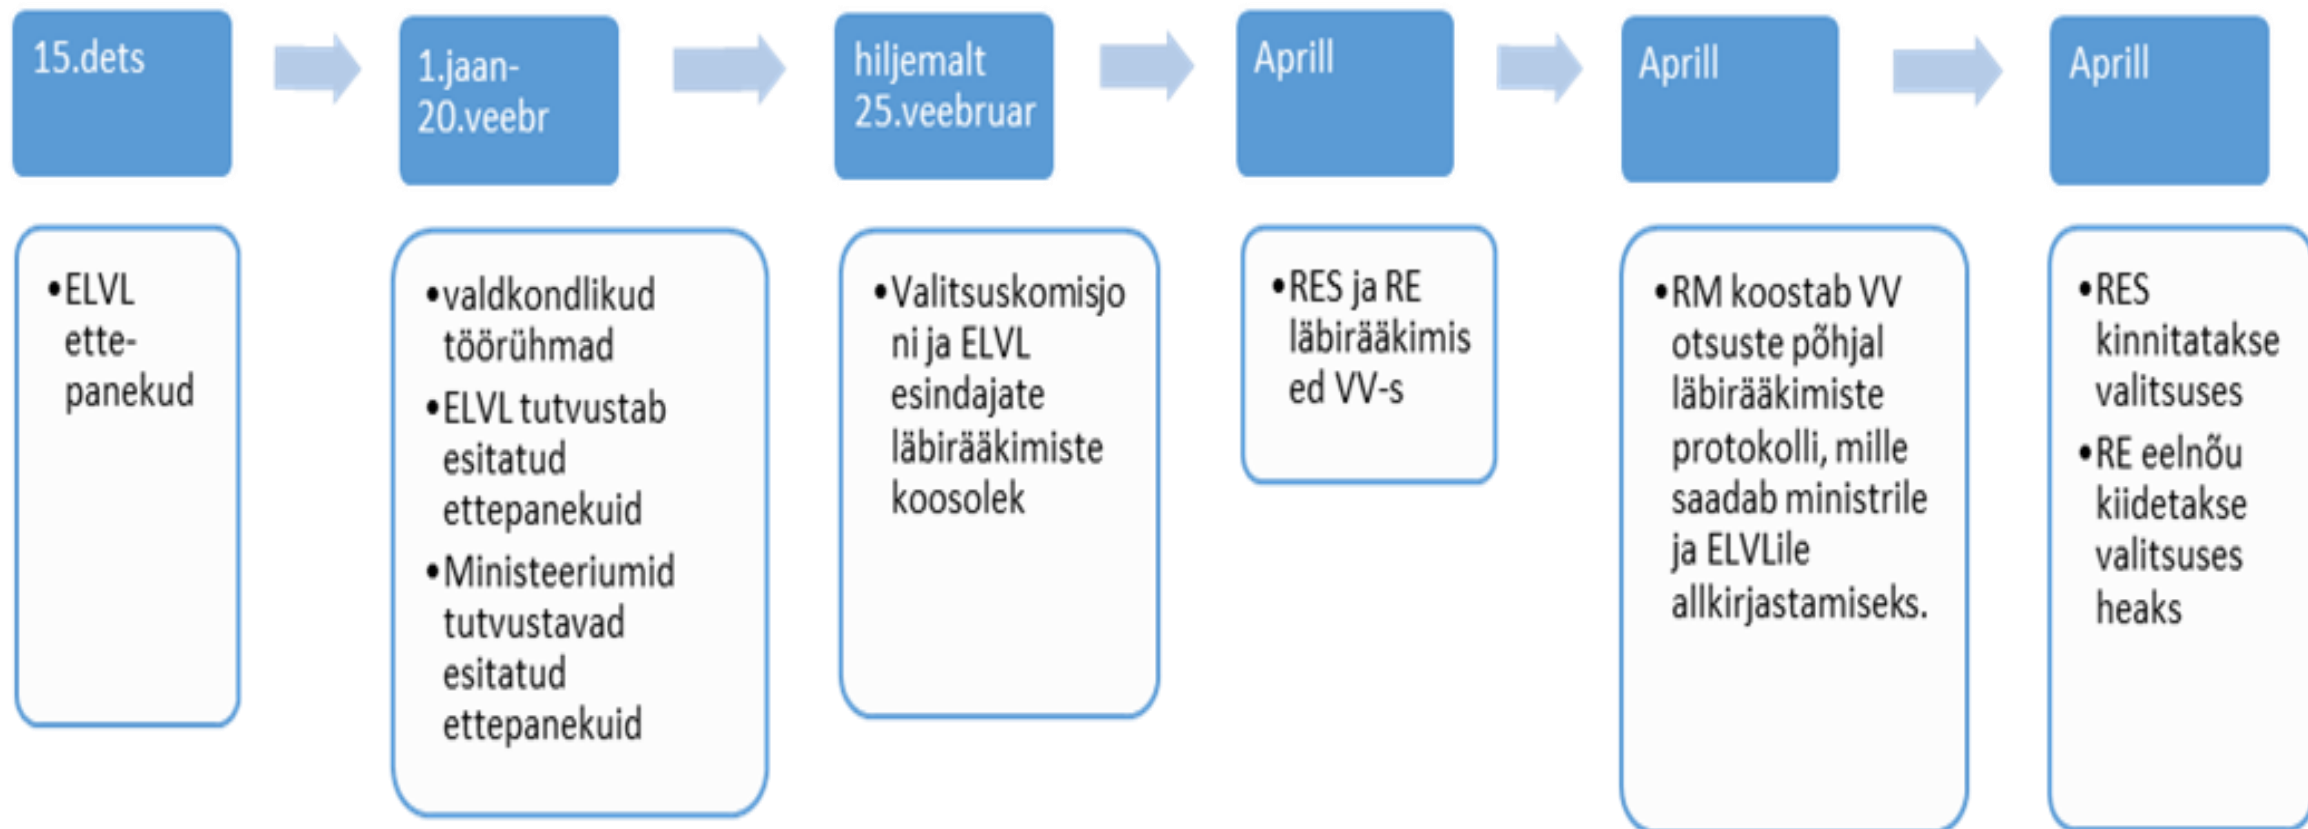 15.dets
1.jaan-
20.veebr
hiljemalt
25.veebruar
Aprill
Aprill
Aprill
•ELVL
ette-
panekud
•valdkondlikud
töörühmad
•ELVL tutvustab
esitatud
ettepanekuid
•Ministeeriumid
tutvustavad
esitatud
ettepanekuid
•Valitsuskomisjo
ni ja ELVL
esindajate
läbirääkimiste
koosolek
•RES ja RE
läbirääkimis
ed VV-s
•RM koostab VV
otsuste põhjal
läbirääkimiste
protokolli, mille
saadab ministrile
ja ELVLile
allkirjastamiseks.
•RES
kinnitatakse
valitsuses
•RE eelnõu
kiidetakse
valitsuses
heaks